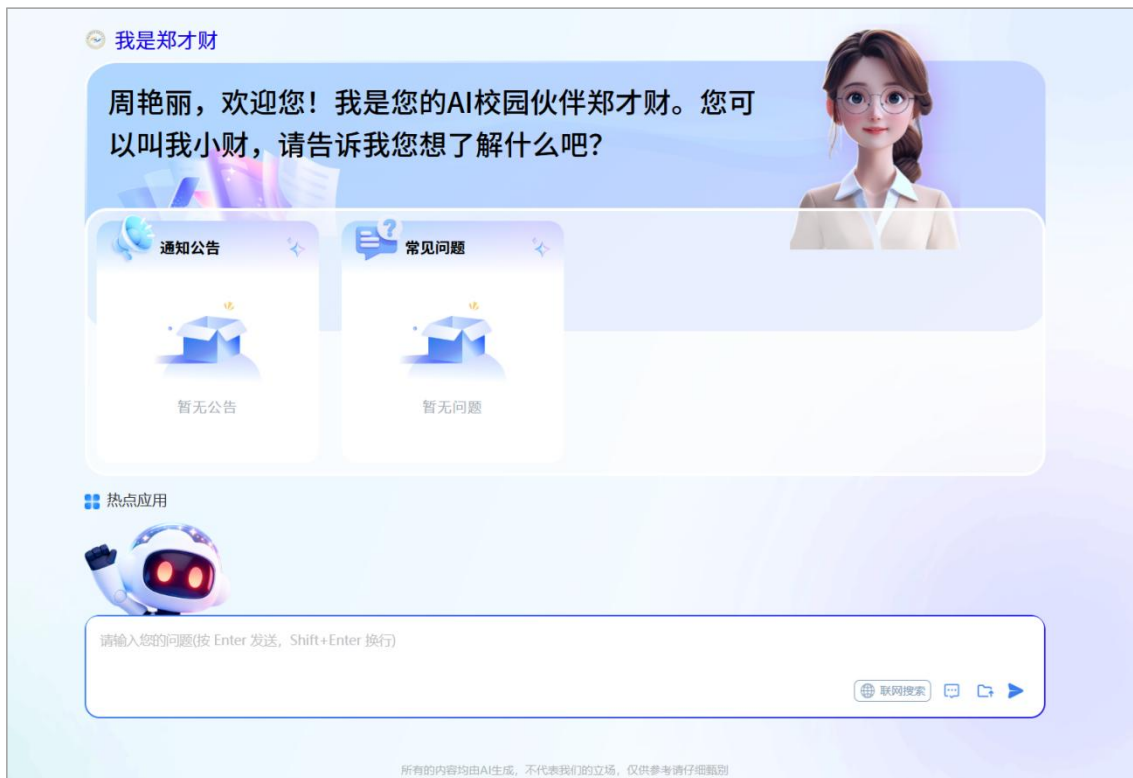 我是郑才财
周艳丽，欢迎您！我是您的AI校园伙伴郑才财。您可
以叫我小财，请告诉我您想了解什么吧？
通知公告
常见问题
暂无公告
暂无问题
热点应用
请输入您的问题(按 Enter 发送，Shift+Enter 换行)
联网搜索
所有的内容均由AI生成，不代表我们的立场，仅供参考请仔细甄别